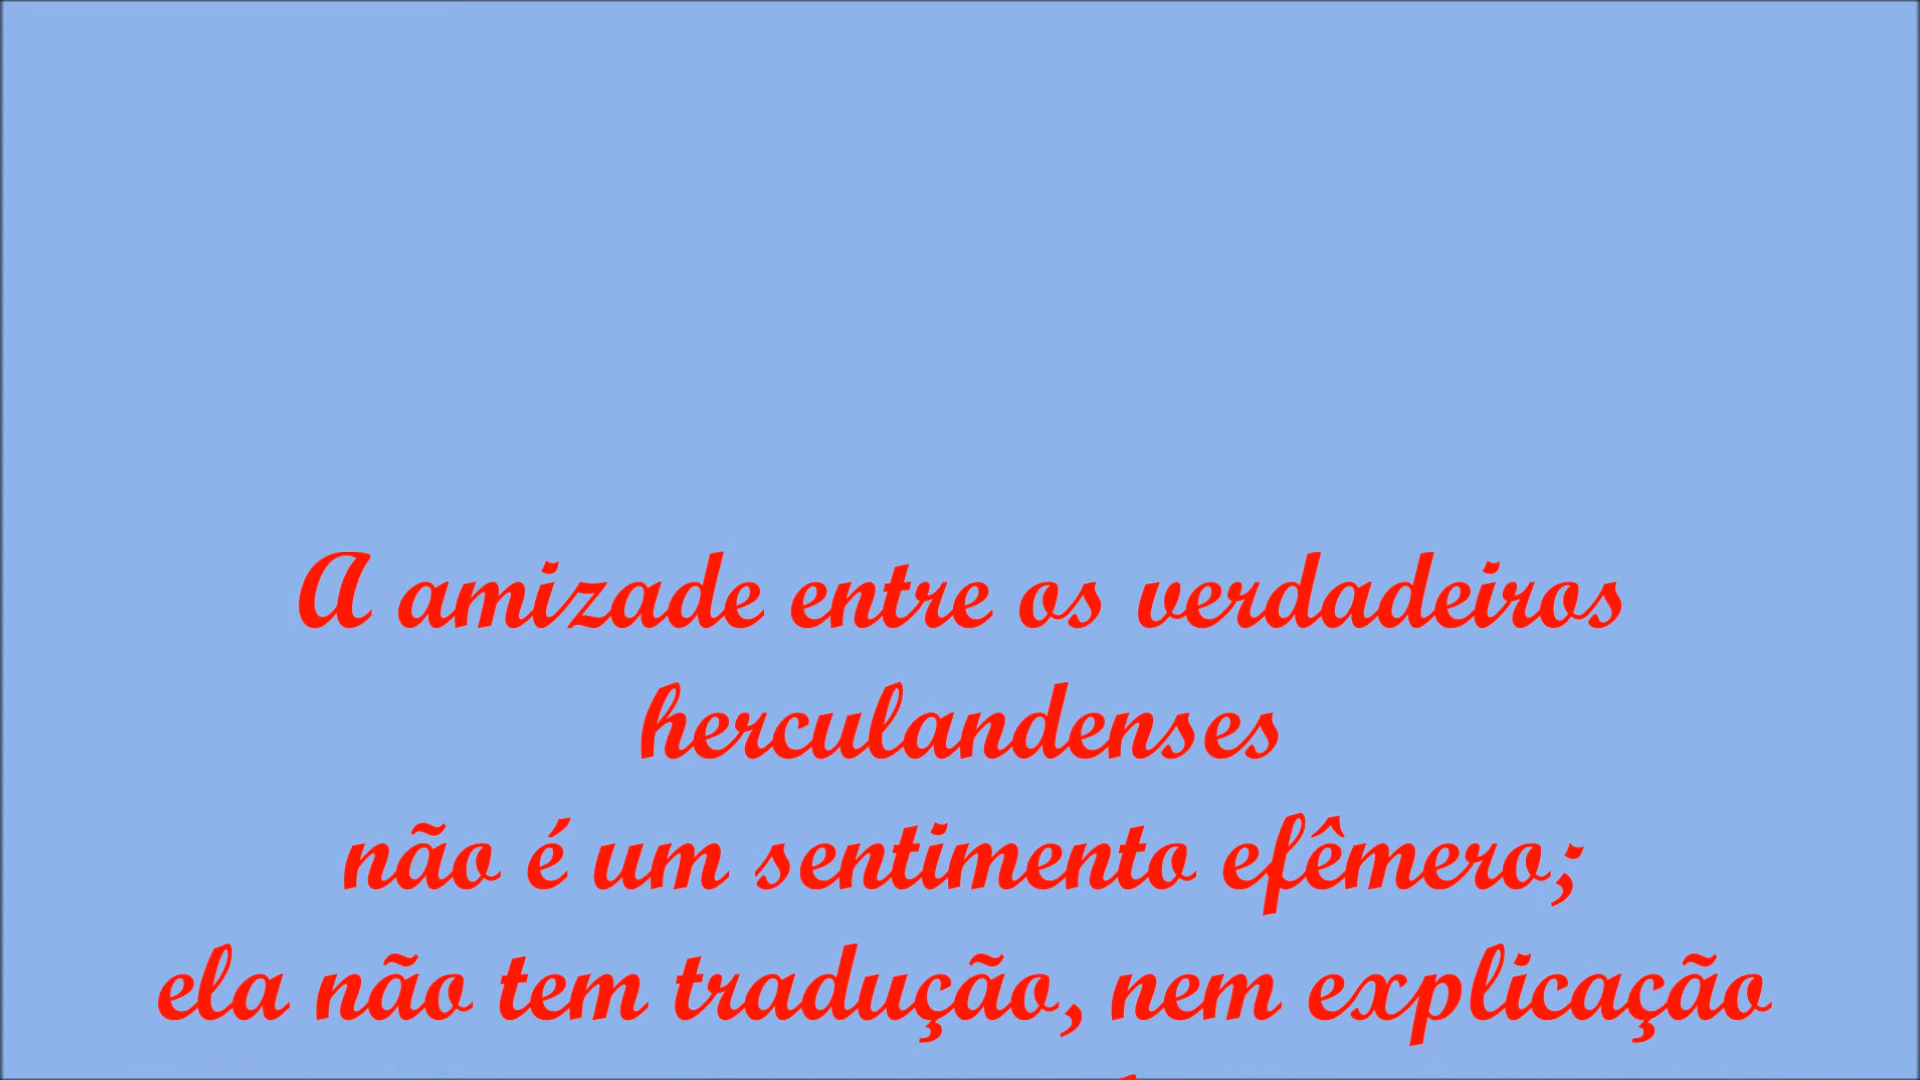 A amizade entre os verdadeiros
herculandenses
não é um sentimento efêmero;
ela não tem tradução, nem explicação